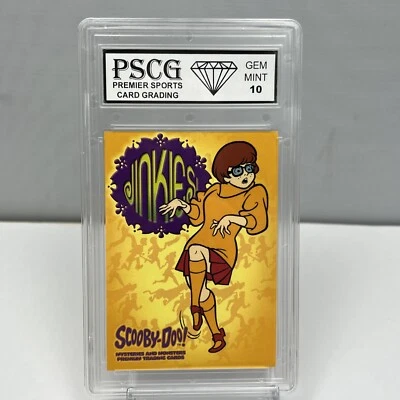 PSCG
PREMIER SPORTS
CARD GRADING
GEM
MINT
10
JINKIES!
SCOOBY-DOO!
MYSTERIES AND MONSTERS
PREMIUM TRADING CARDS